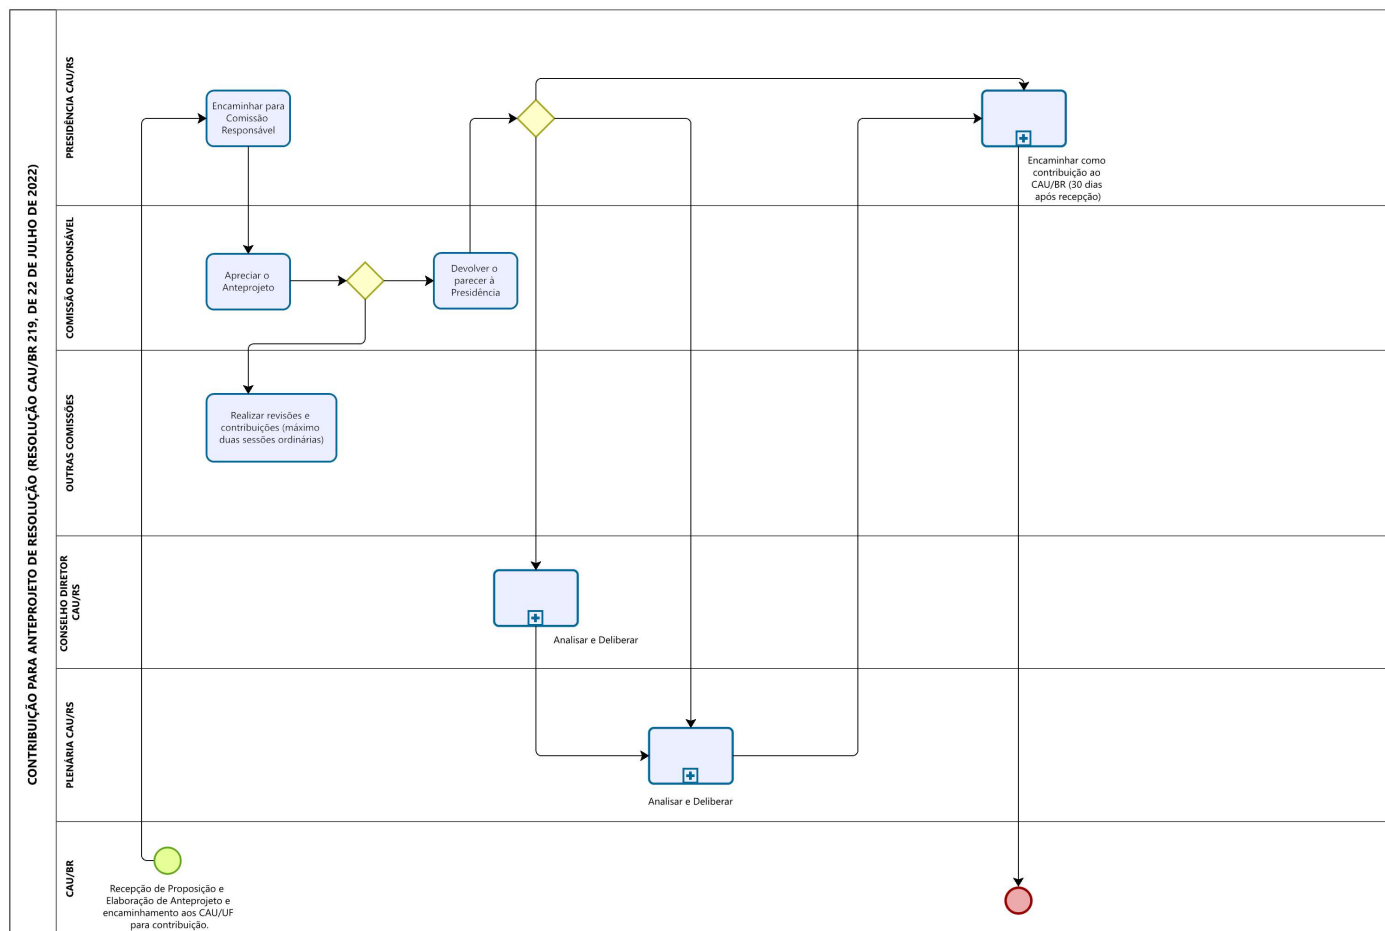 CONTRIBUIÇÃO PARA ANTEPROJETO DE RESOLUÇÃO (RESOLUÇÃO CAU/BR 219, DE 22 DE JULHO DE 2022)
PRESIDÊNCIA CAU/RS
Encaminhar para
Comissão
Responsável
Encaminhar como
contribuição ao
CAU/BR (30 dias
após recepção)
COMISSÃO RESPONSÁVEL
Apreciar o
Anteprojeto
Devolver o
parecer à
Presidência
OUTRAS COMISSÕES
Realizar revisões e
contribuições (máximo
duas sessões ordinárias)
CONSELHO DIRETOR
CAU/RS
Analisar e Deliberar
PLENÁRIA CAU/RS
Analisar e Deliberar
CAU/BR
Recepção de Proposição e
Elaboração de Anteprojeto e
encaminhamento aos CAU/UF
para contribuição.